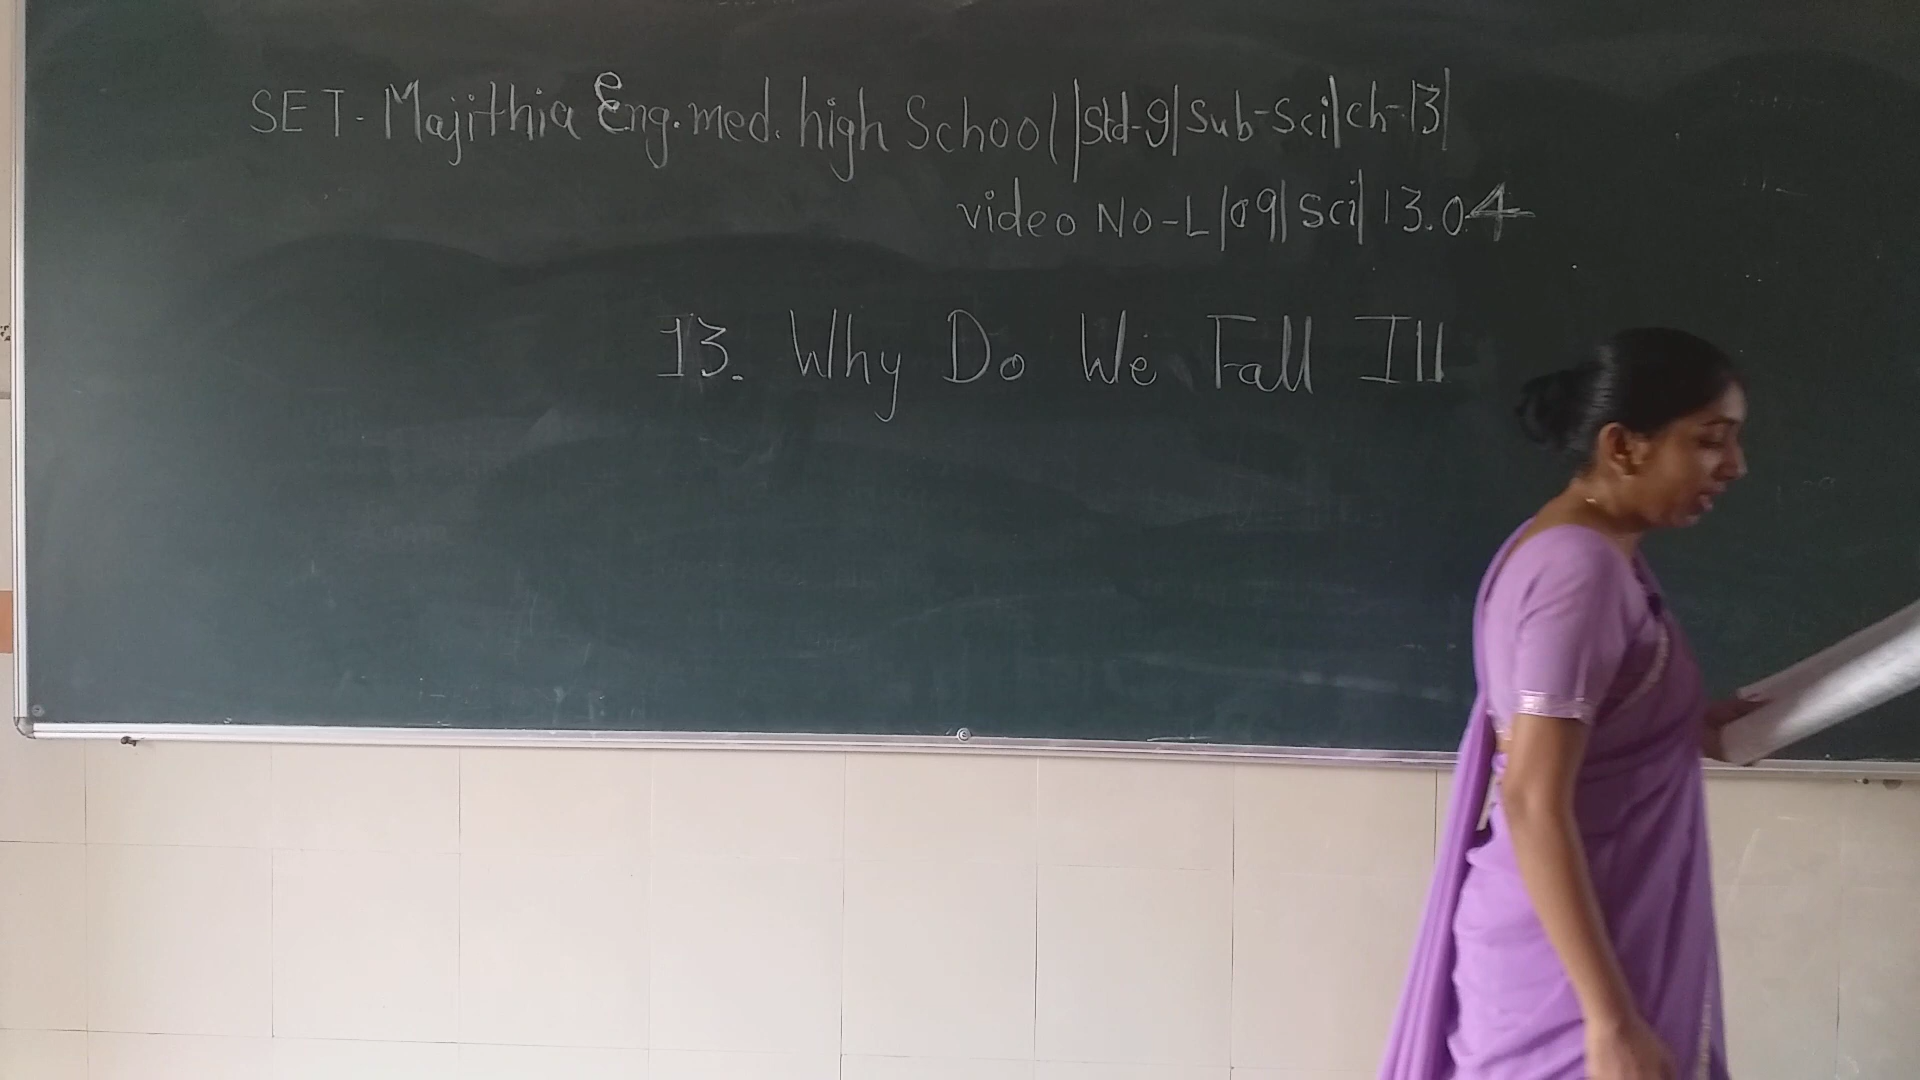 SET- Majithia Eng.med. high School||Std-9|Sub-Sci|ch-13|
video No-L|09|Sci|13.04
13. Why Do We Fall Ill